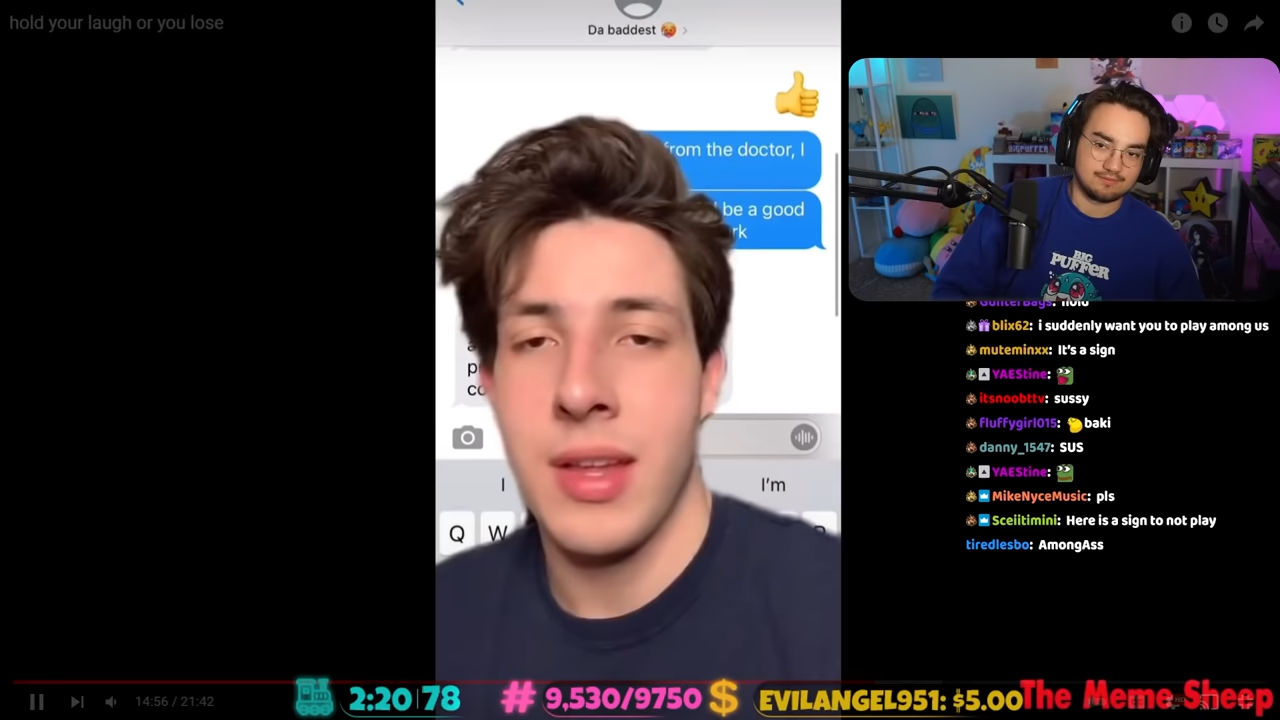 hold your laugh or you lose
Da baddest 🥵 >
👍
from the doctor, I
be a good
rk
co
I
I'm
Q W
14:56 / 21:42
BIGPUFFER
BIG
PUFFER
GunterBags: hold
blix62: i suddenly want you to play among us
muteminxx: It's a sign
YAEStine:
itsnoobttv: sussy
fluffygirl015: baki
danny_1547: SUS
YAEStine:
MikeNyceMusic: pls
Sceiitimini: Here is a sign to not play
tiredlesbo: AmongAss
2:20|78
# 9,530/9750
$ EVILANGEL951: $5.00
The Meme Sheep